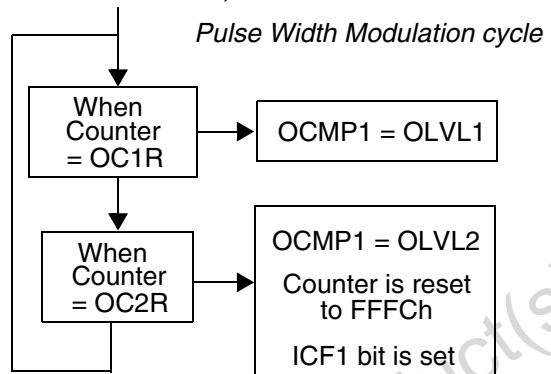 Pulse Width Modulation cycle
When
Counter
= OC1R
OCMP1 = OLVL1
When
Counter
= OC2R
OCMP1 = OLVL2
Counter is reset
to FFFCh
ICF1 bit is set